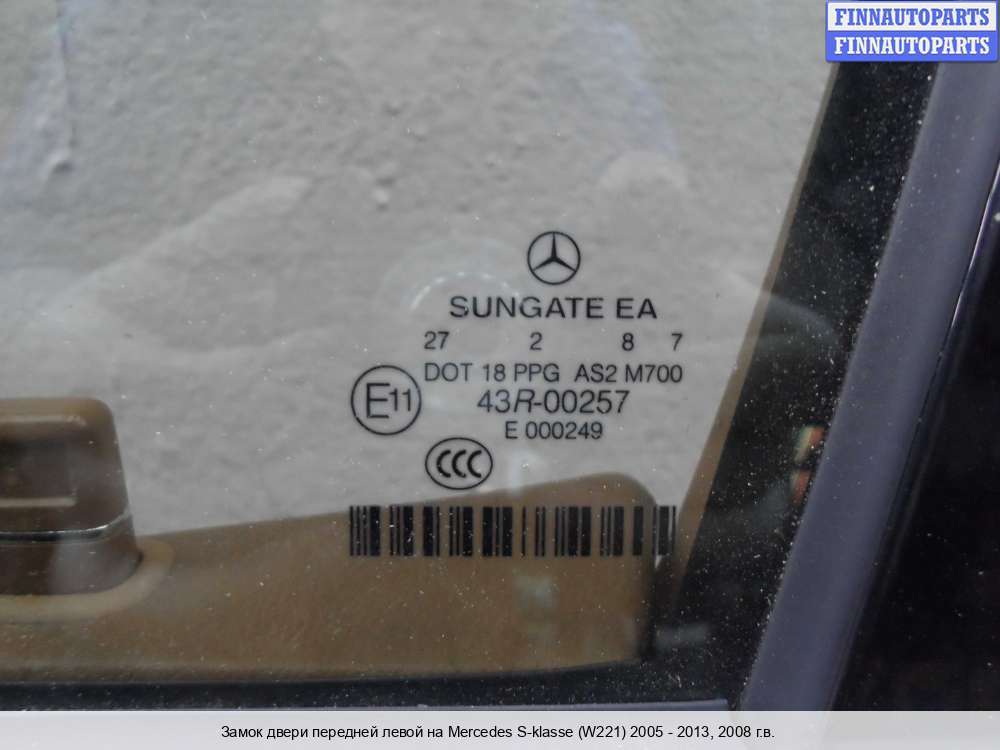 FINNAUTOPARTS
FINNAUTOPARTS
SUNGATE EA
27 2 8 7
DOT 18 PPG AS2 M700
E11 43R-00257
E 000249
CCC
Замок двери передней левой на Mercedes S-klasse (W221) 2005 - 2013, 2008 г.в.